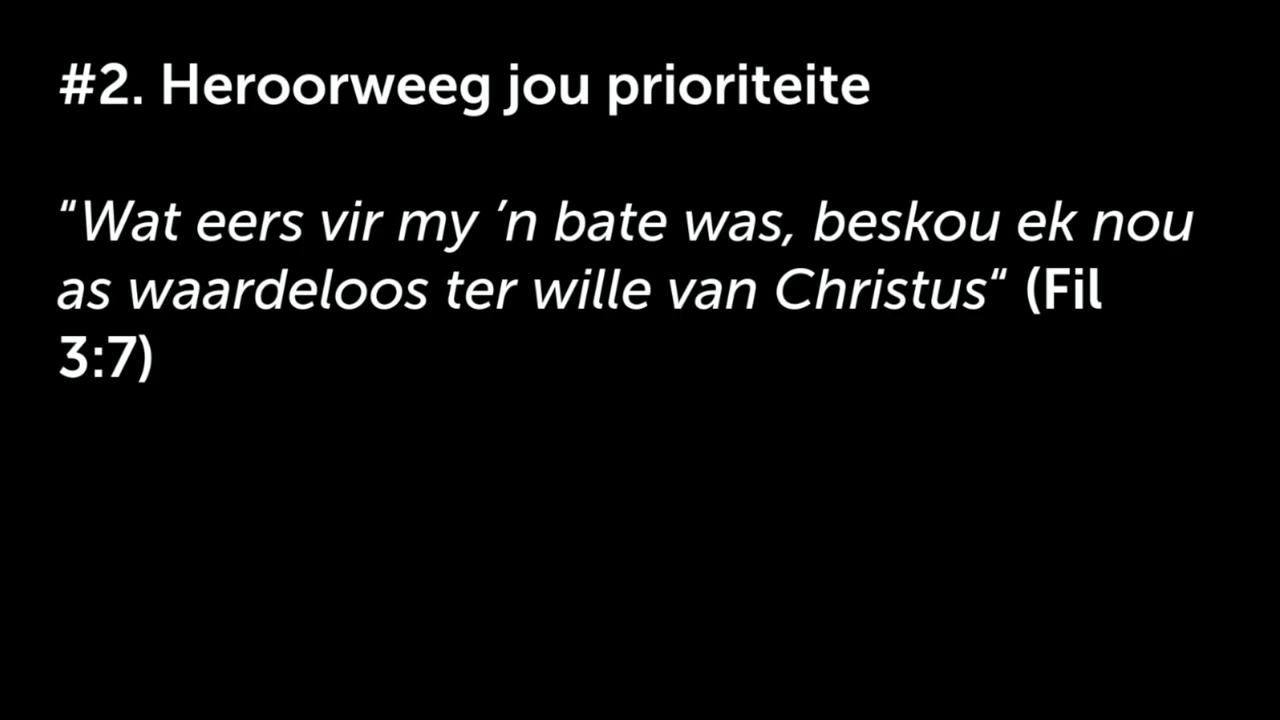 #2. Heroorweeg jou prioriteite
“Wat eers vir my ’n bate was, beskou ek nou
as waardeloos ter wille van Christus“ (Fil
3:7)